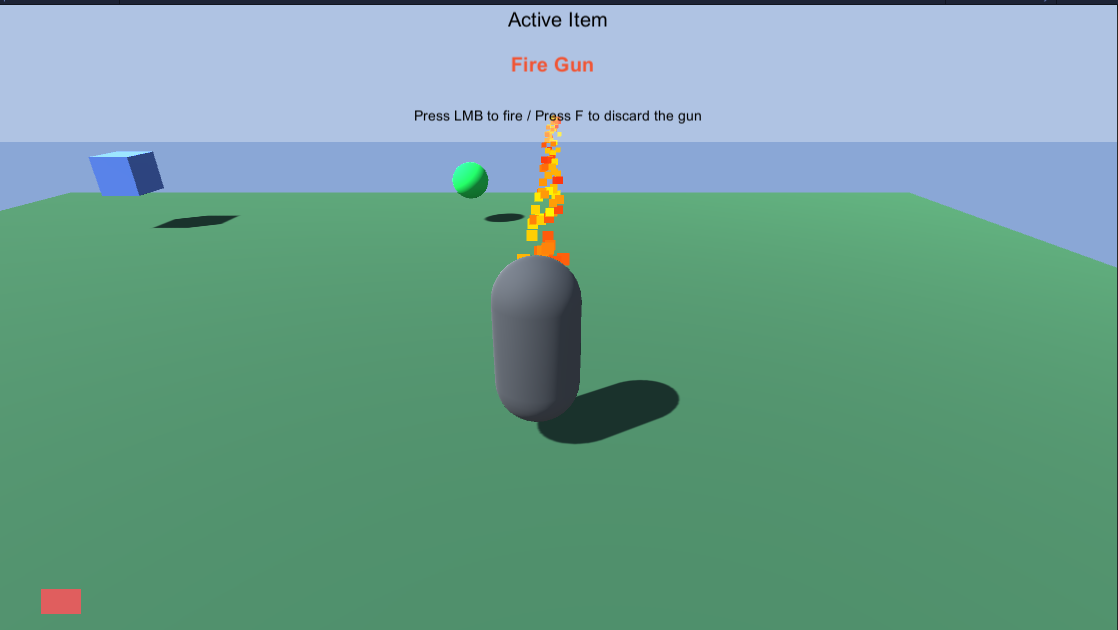 Active Item
Fire Gun
Press LMB to fire / Press F to discard the gun